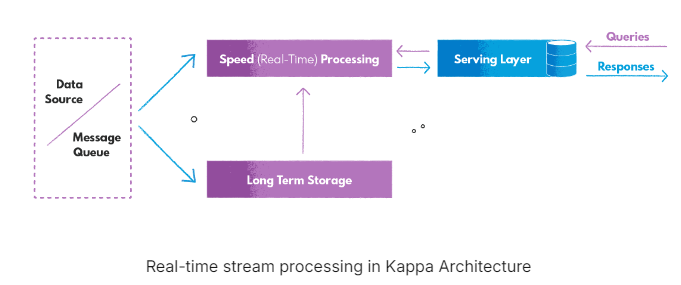 Data
Source
Message
Queue
Speed (Real-Time) Processing
Long Term Storage
Serving Layer
Queries
Responses
Real-time stream processing in Kappa Architecture